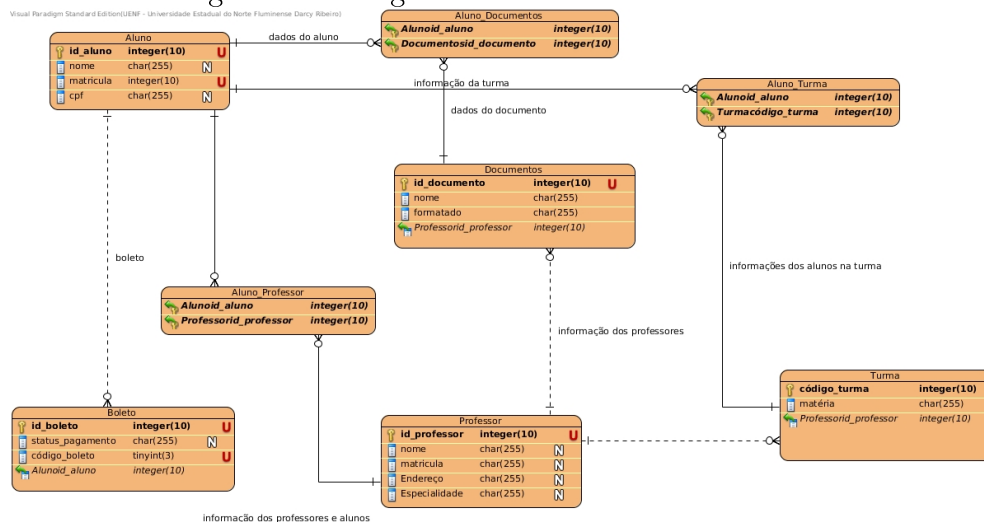 Visual Paradigm Standard Edition(UENF - Universidade Estadual do Norte Fluminense Darcy Ribeiro)
Aluno
id_aluno integer(10) U
nome char(255) N
matricula integer(10) U
cpf char(255) N
dados do aluno
Aluno_Documentos
Alunoid_aluno integer(10)
Documentosid_documento integer(10)
informação da turma
Aluno_Turma
Alunoid_aluno integer(10)
Turmacódigo_turma integer(10)
dados do documento
Documentos
id_documento integer(10) U
nome char(255)
formatado char(255)
Professorid_professor integer(10)
boleto
informações dos alunos na turma
Aluno_Professor
Alunoid_aluno integer(10)
Professorid_professor integer(10)
informação dos professores
Turma
código_turma integer(10)
matéria char(255)
Professorid_professor integer(10)
Boleto
id_boleto integer(10) U
status_pagamento char(255) N
código_boleto tinyint(3) U
Alunoid_aluno integer(10)
Professor
id_professor integer(10) U
nome char(255) N
matricula char(255) N
Endereço char(255) N
Especialidade char(255) N
informação dos professores e alunos